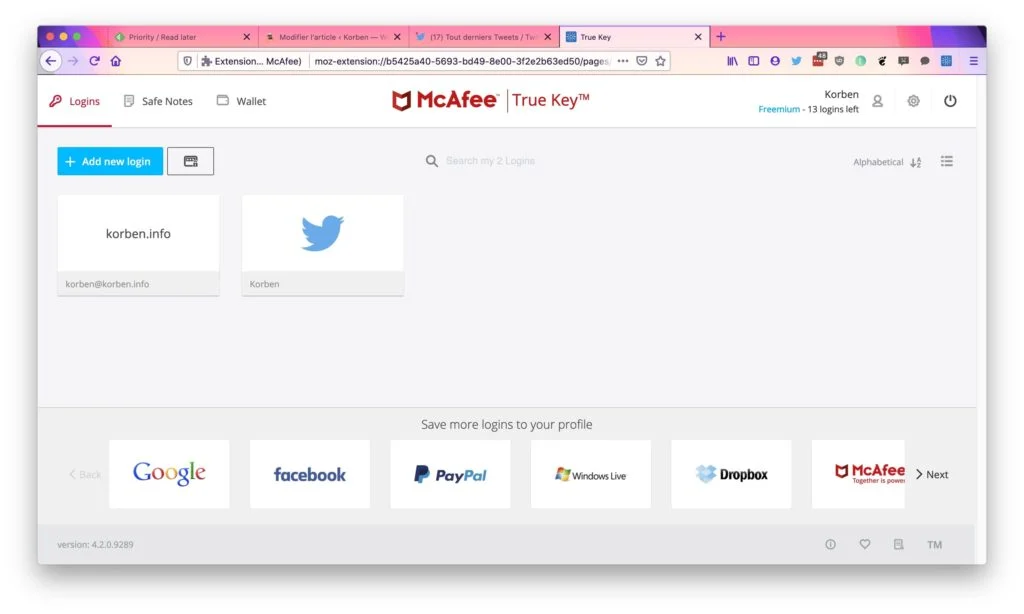 Priority / Read later
Modifier l'article ‹ Korben — W
(17) Tout derniers Tweets / Tw
True Key
Extension... McAfee)
moz-extension://b5425a40-5693-bd49-8e00-3f2e2b63ed50/pages
Logins
Safe Notes
Wallet
McAfee™ | True Key™
Korben
Freemium - 13 logins left
+ Add new login
Search my 2 Logins
Alphabetical
korben.info
korben@korben.info
Korben
Save more logins to your profile
Back
Google
facebook
PayPal
Windows Live
Dropbox
McAfee
Together is power
Next
version: 4.2.0.9289
TM